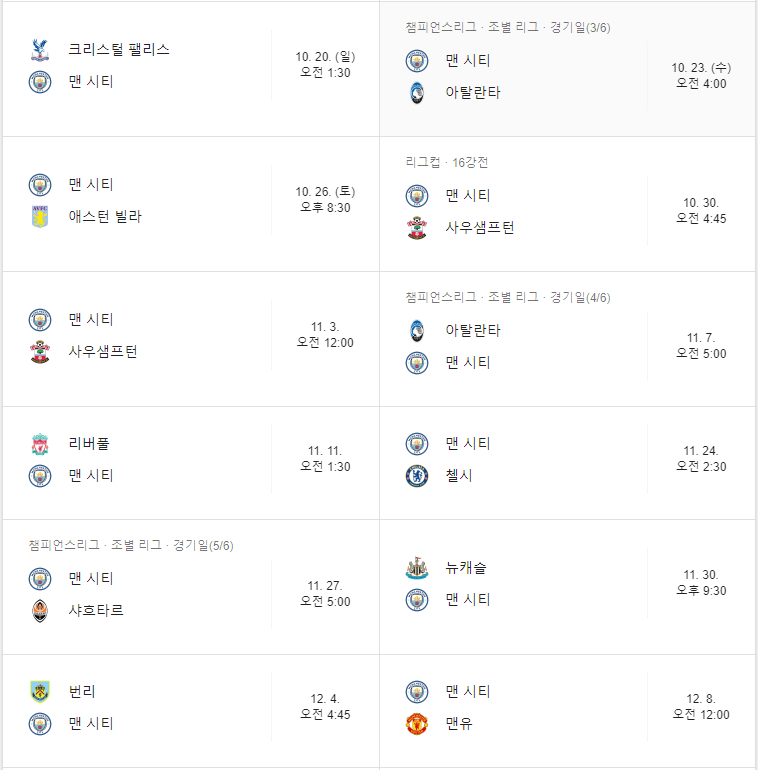 크리스털 팰리스
맨 시티
10. 20. (일)
오전 1:30
챔피언스리그 · 조별 리그 · 경기일(3/6)
맨 시티
아탈란타
10. 23. (수)
오전 4:00
맨 시티
애스턴 빌라
10. 26. (토)
오후 8:30
리그컵 · 16강전
맨 시티
사우샘프턴
10. 30.
오전 4:45
맨 시티
사우샘프턴
11. 3.
오전 12:00
챔피언스리그 · 조별 리그 · 경기일(4/6)
아탈란타
맨 시티
11. 7.
오전 5:00
리버풀
맨 시티
11. 11.
오전 1:30
맨 시티
첼시
11. 24.
오전 2:30
챔피언스리그 · 조별 리그 · 경기일(5/6)
맨 시티
샤흐타르
11. 27.
오전 5:00
뉴캐슬
맨 시티
11. 30.
오후 9:30
번리
맨 시티
12. 4.
오전 4:45
맨 시티
맨유
12. 8.
오전 12:00